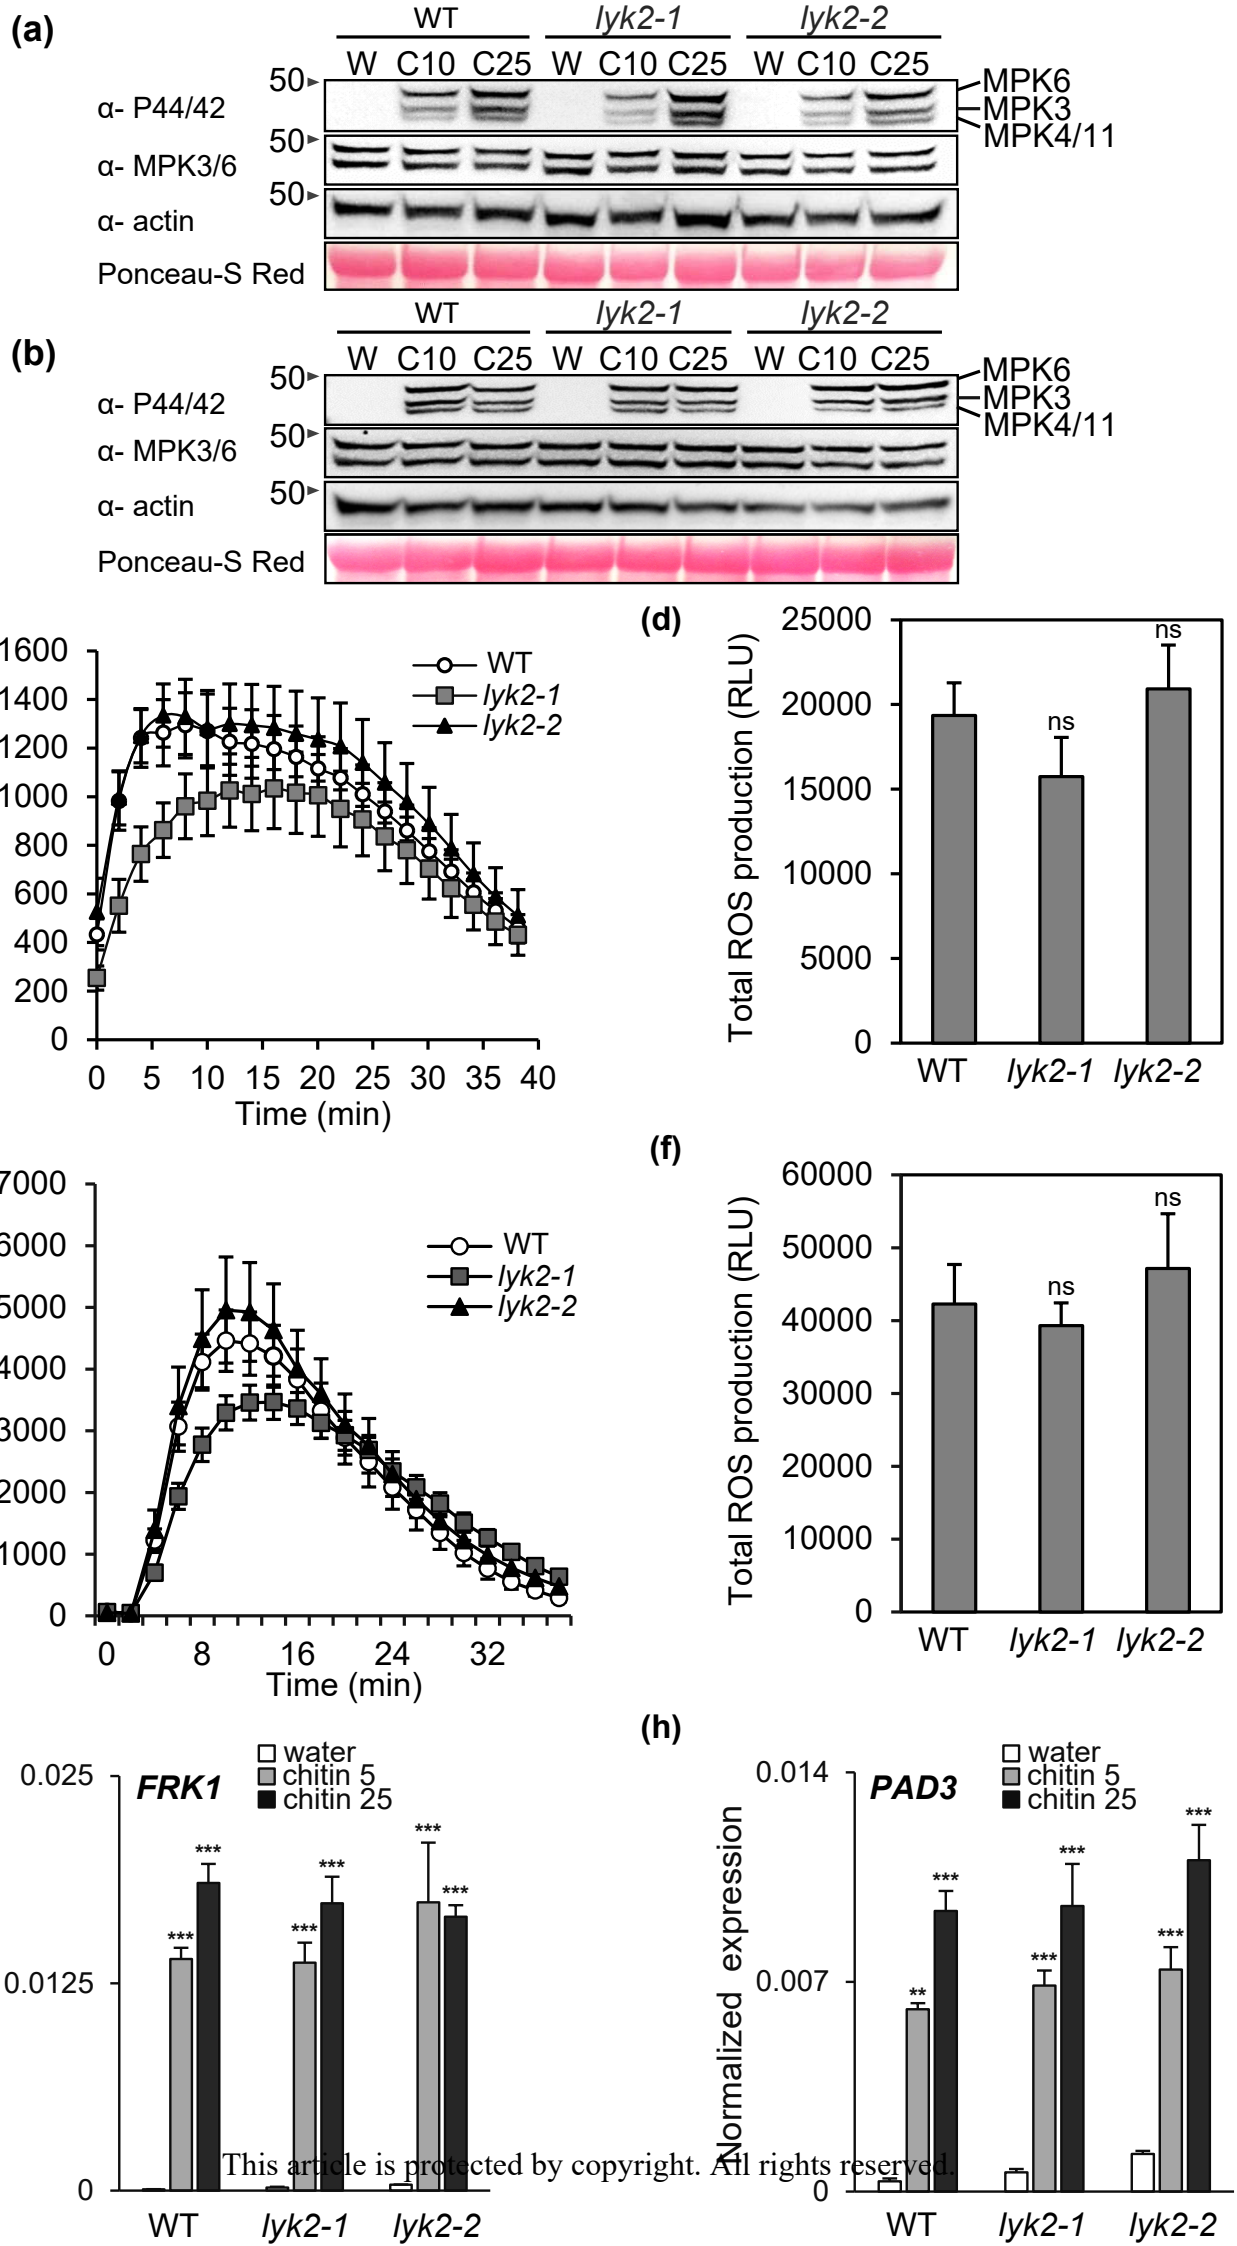 (a)
WT lyk2-1 lyk2-2
W C10 C25 W C10 C25 W C10 C25
50
α- P44/42
MPK6
MPK3
MPK4/11
50
α- MPK3/6
50
α- actin
Ponceau-S Red
(b)
WT lyk2-1 lyk2-2
W C10 C25 W C10 C25 W C10 C25
50
α- P44/42
MPK6
MPK3
MPK4/11
50
α- MPK3/6
50
α- actin
Ponceau-S Red
1600
1400
1200
1000
800
600
400
200
0
WT
lyk2-1
lyk2-2
0 5 10 15 20 25 30 35 40
Time (min)
(d)
Total ROS production (RLU)
25000
20000
15000
10000
5000
0
ns
ns
WT lyk2-1 lyk2-2
7000
6000
5000
4000
3000
2000
1000
0
WT
lyk2-1
lyk2-2
0 8 16 24 32
Time (min)
(f)
Total ROS production (RLU)
60000
50000
40000
30000
20000
10000
0
ns
ns
WT lyk2-1 lyk2-2
FRK1
water
chitin 5
chitin 25
0.025
0.0125
0
*** *** *** *** *** ***
WT lyk2-1 lyk2-2
(h)
Normalized expression
PAD3
water
chitin 5
chitin 25
0.014
0.007
0
** *** *** *** *** ***
WT lyk2-1 lyk2-2
This article is protected by copyright. All rights reserved.